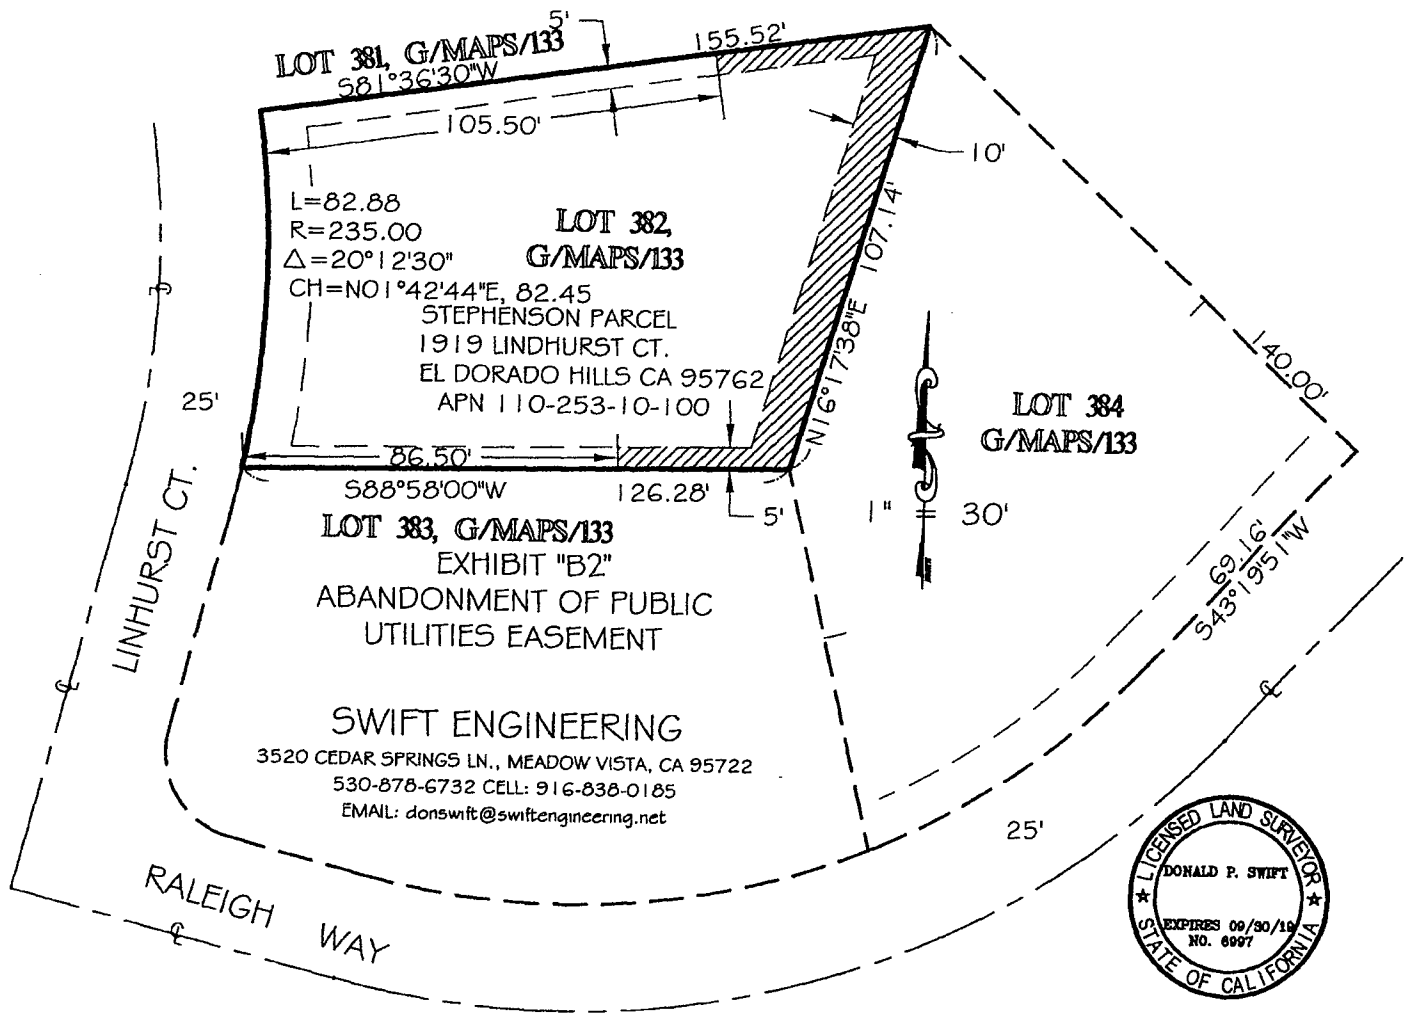 5'
155.52'
LOT 381, G/MAPS/133
S81°36'30"W
105.50'
10'
L=82.88
R=235.00
Δ=20°12'30"
CH=N01°42'44"E, 82.45
LOT 382,
G/MAPS/133
STEPHENSON PARCEL
1919 LINDHURST CT.
EL DORADO HILLS CA 95762
APN 110-253-10-100
N16°17'38"E 107.14'
140.00'
25'
LOT 384
G/MAPS/133
86.50'
S88°58'00"W
126.28'
5'
1" = 30'
69.16'
S43°19'51"W
LINHURST CT.
LOT 383, G/MAPS/133
EXHIBIT "B2"
ABANDONMENT OF PUBLIC
UTILITIES EASEMENT
SWIFT ENGINEERING
3520 CEDAR SPRINGS LN., MEADOW VISTA, CA 95722
530-878-6732 CELL: 916-838-0185
EMAIL: donswift@swiftengineering.net
25'
RALEIGH WAY
LICENSED LAND SURVEYOR
DONALD P. SWIFT
EXPIRES 09/30/19
NO. 6997
STATE OF CALIFORNIA